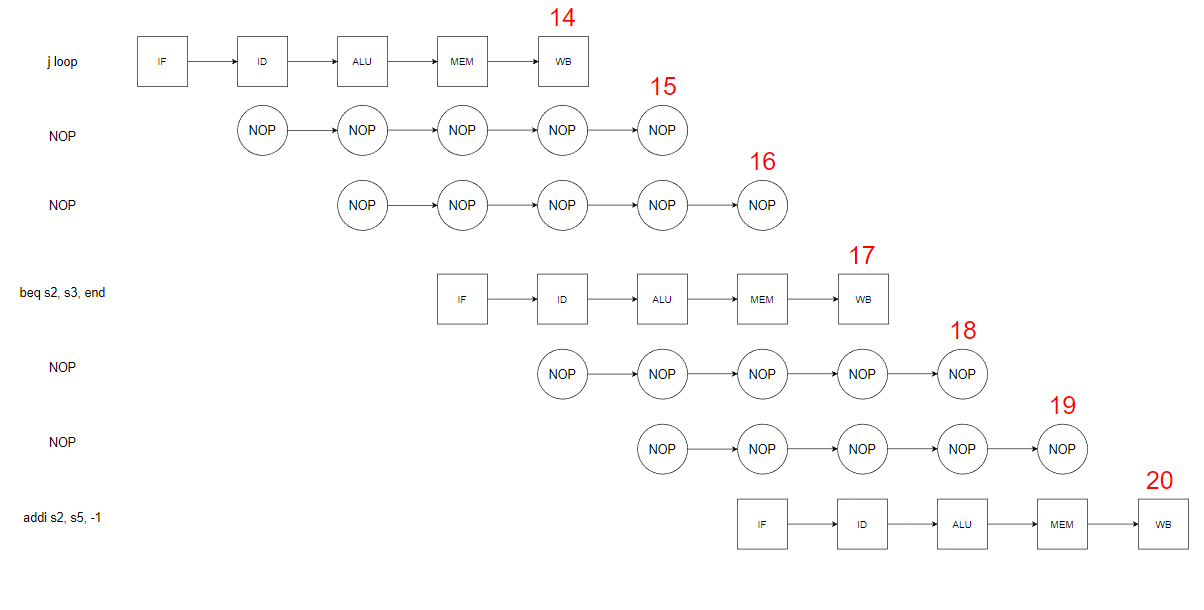 14
j loop IF ID ALU MEM WB
15
NOP NOP NOP NOP NOP NOP
16
NOP NOP NOP NOP NOP NOP
17
beq s2, s3, end IF ID ALU MEM WB
18
NOP NOP NOP NOP NOP NOP
19
NOP NOP NOP NOP NOP NOP
20
addi s2, s5, -1 IF ID ALU MEM WB